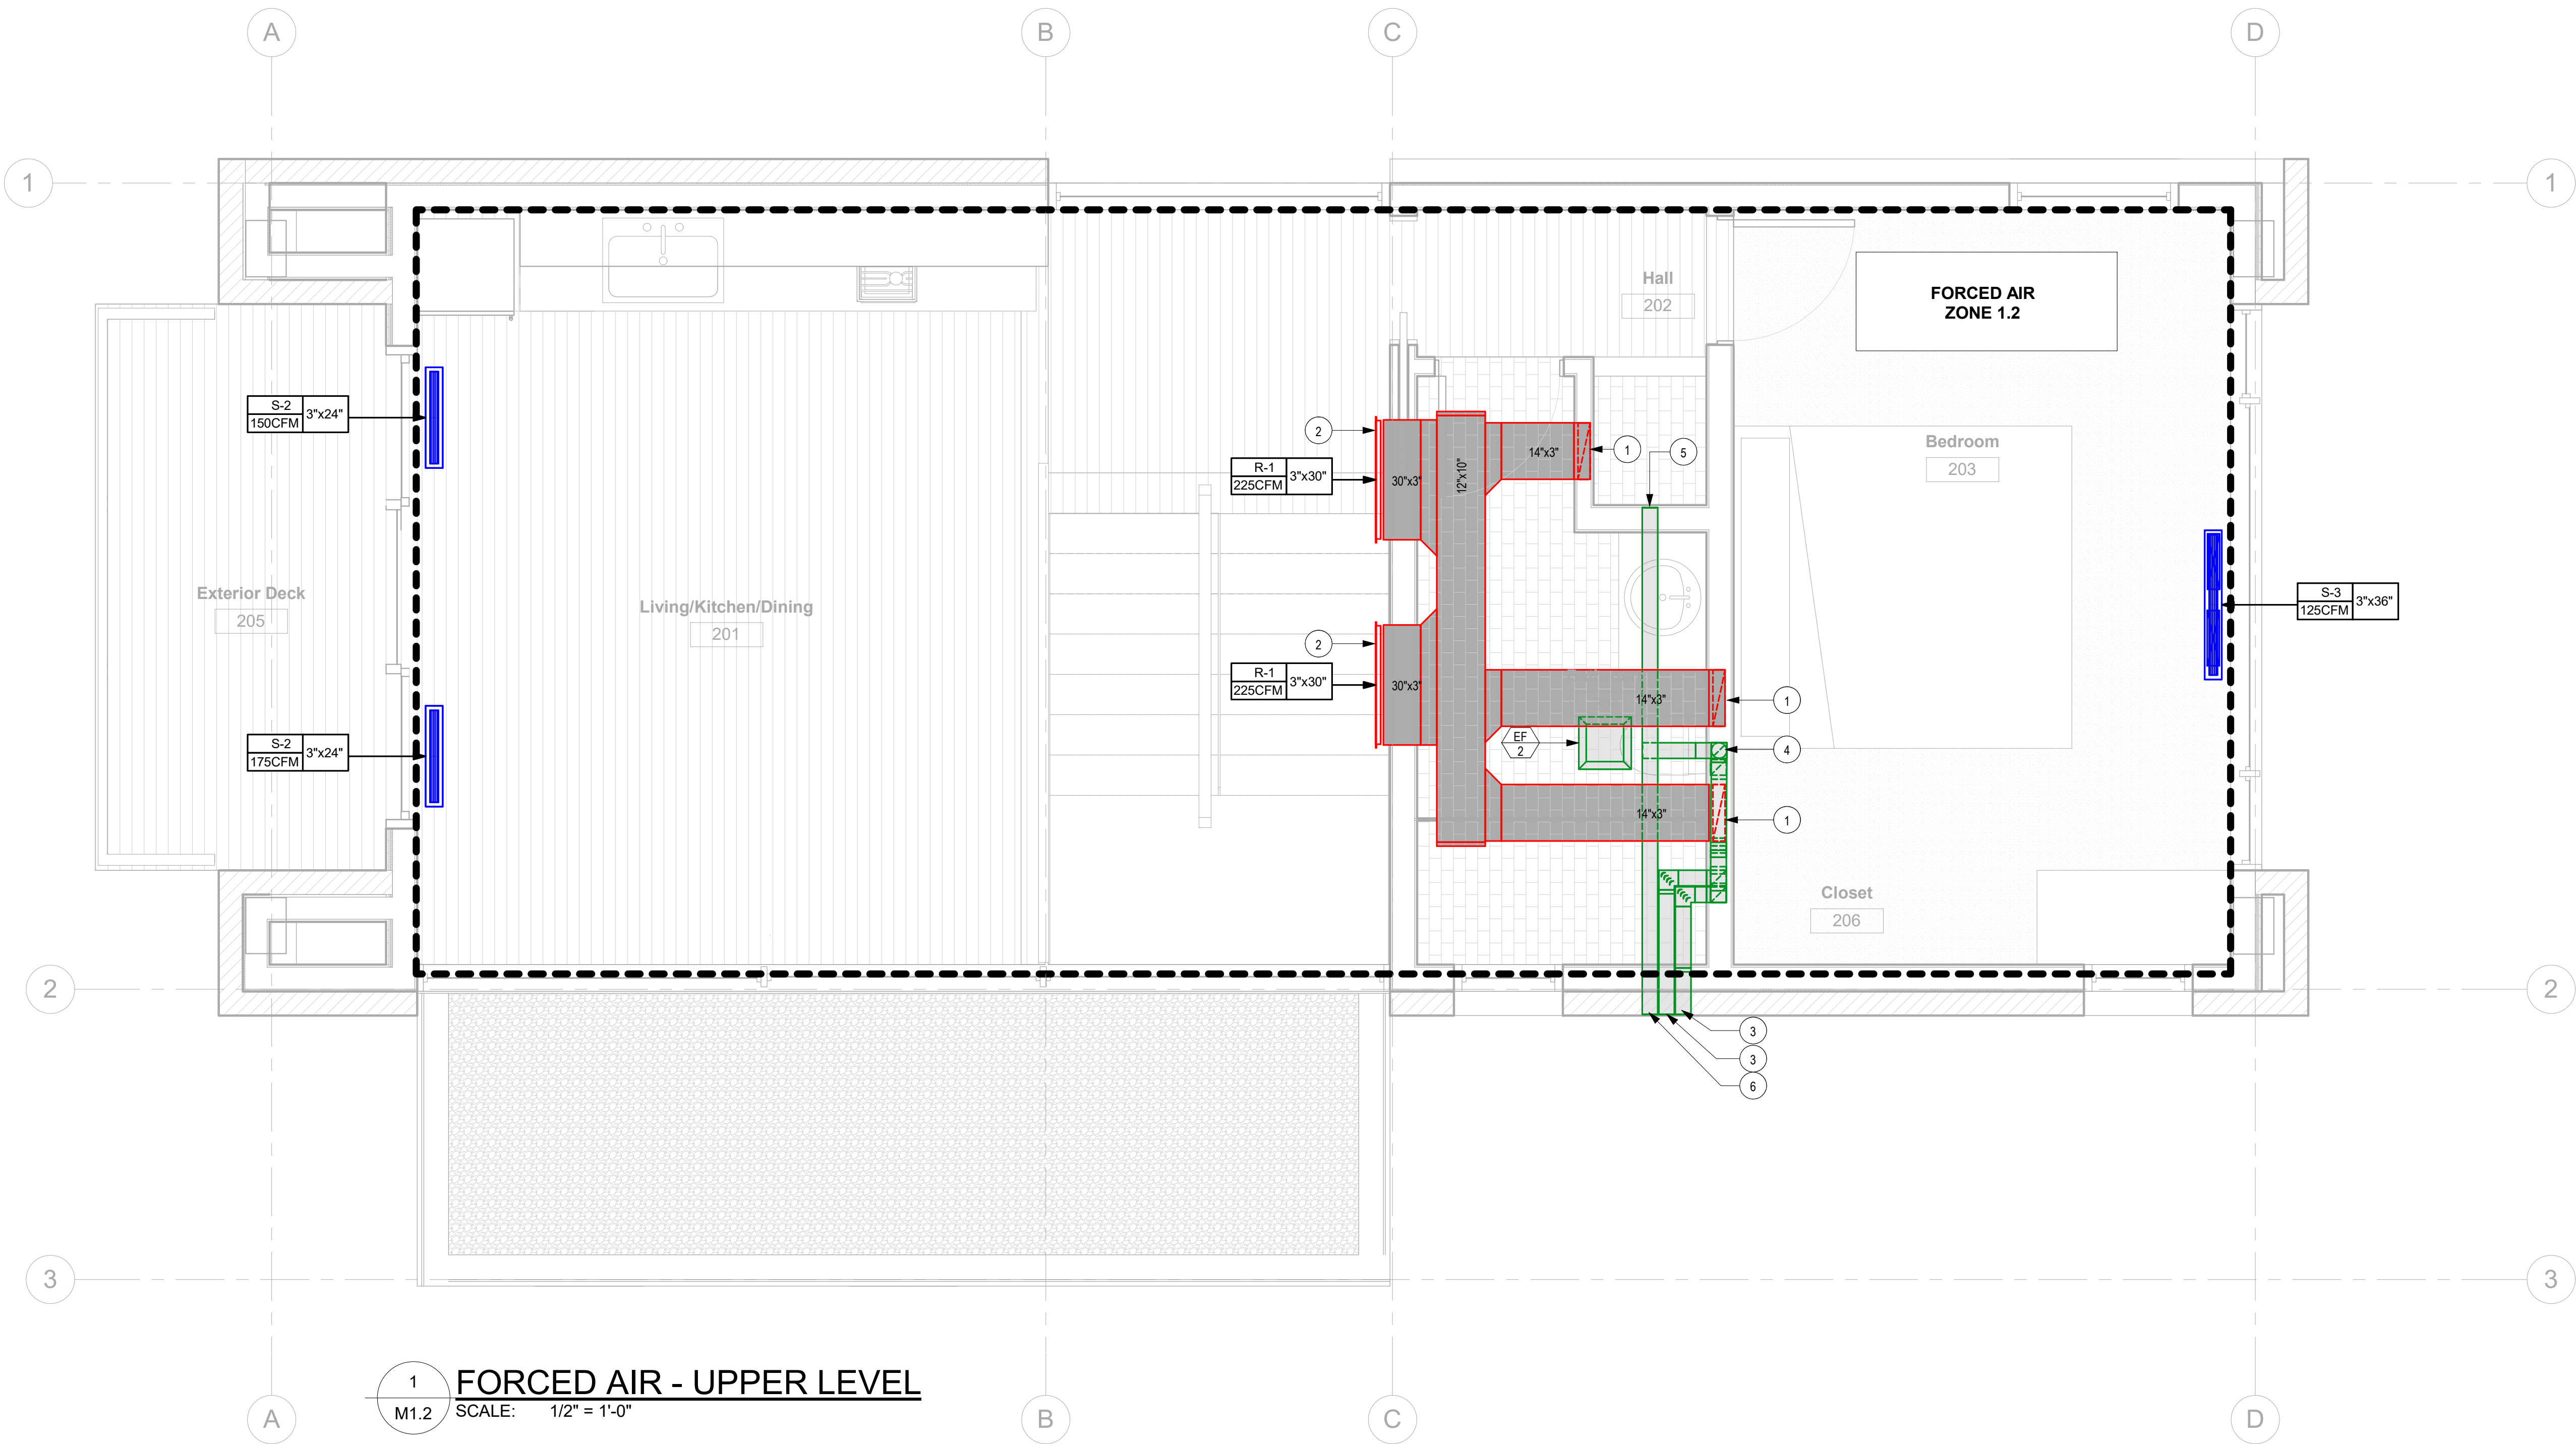 A
B
C
D
1
1
Hall
202
FORCED AIR
ZONE 1.2
S-2
150CFM
3"x24"
2
R-1
225CFM
3"x30"
30"x3"
12"x10"
14"x3"
1
5
Bedroom
203
Exterior Deck
205
Living/Kitchen/Dining
201
2
R-1
225CFM
3"x30"
30"x3"
14"x3"
1
S-3
125CFM
3"x36"
S-2
175CFM
3"x24"
EF
2
4
14"x3"
1
Closet
206
2
2
3
3
6
3
3
1
M1.2
FORCED AIR - UPPER LEVEL
SCALE: 1/2" = 1'-0"
A
B
C
D